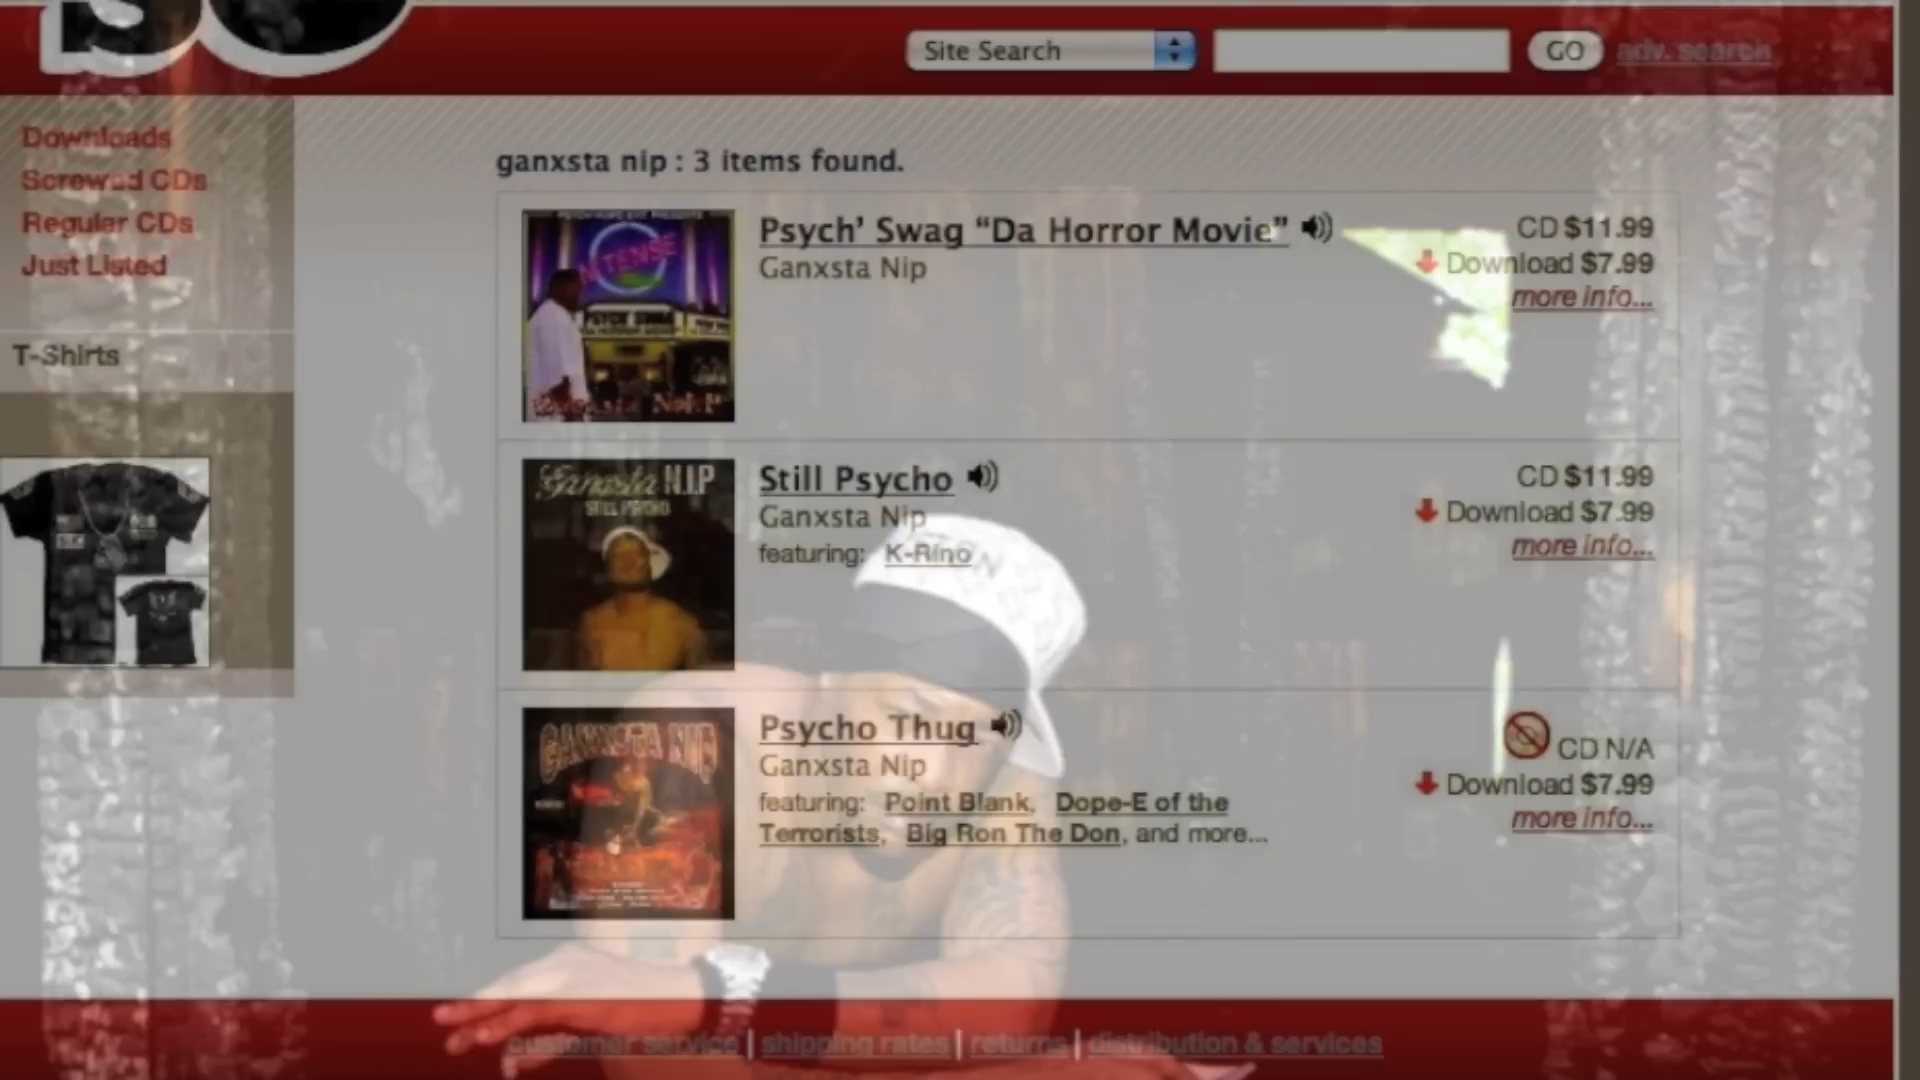 Site Search
GO
adv. search
Downloads
Screwed CDs
Regular CDs
Just Listed
T-Shirts
ganxsta nip : 3 items found.
Psych' Swag “Da Horror Movie”
Ganxsta Nip
CD $11.99
Download $7.99
more info...
INTENSE
PSYCH SWAG
Still Psycho
Ganxsta Nip
featuring: K-Rino
CD $11.99
Download $7.99
more info...
Ganxsta N.I.P
STILL PSYCHO
Psycho Thug
Ganxsta Nip
featuring: Point Blank, Dope-E of the
Terrorists, Big Ron The Don, and more...
CD N/A
Download $7.99
more info...
GANXSTA NIP
customer service | shipping rates | returns | distribution & services